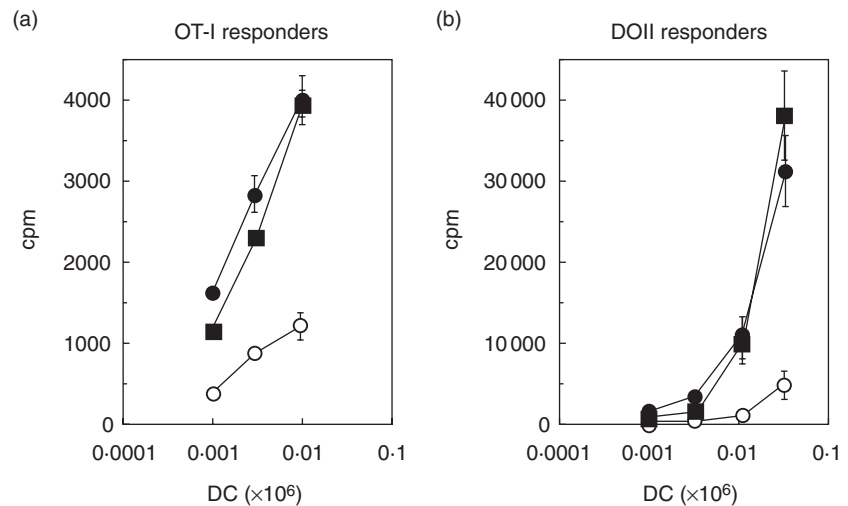 (a)
OT-I responders
4000
3000
2000
1000
0
cpm
0·0001 0·001 0·01 0·1
DC (×10⁶)
(b)
DOII responders
40 000
30 000
20 000
10 000
0
cpm
0·0001 0·001 0·01 0·1
DC (×10⁶)